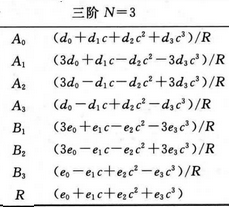 三阶 N=3
A₀ (d₀+d₁c+d₂c²+d₃c³)/R
A₁ (3d₀+d₁c-d₂c²-3d₃c³)/R
A₂ (3d₀-d₁c-d₂c²+3d₃c³)/R
A₃ (d₀-d₁c+d₂c²-d₃c³)/R
B₁ (3e₀+e₁c-e₂c²-3e₃c³)/R
B₂ (3e₀-e₁c-e₂c²+3e₃c³)/R
B₃ (e₀-e₁c+e₂c²-e₃c³)/R
R (e₀+e₁c+e₂c²+e₃c³)